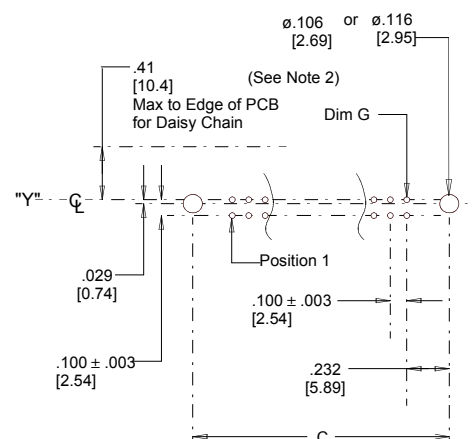 ø.106 or ø.116
[2.69] [2.95]
.41
[10.4]
Max to Edge of PCB
for Daisy Chain
(See Note 2)
Dim G
"Y" ℄
Position 1
.029
[0.74]
.100 ± .003
[2.54]
.100 ± .003
[2.54]
.232
[5.89]
C